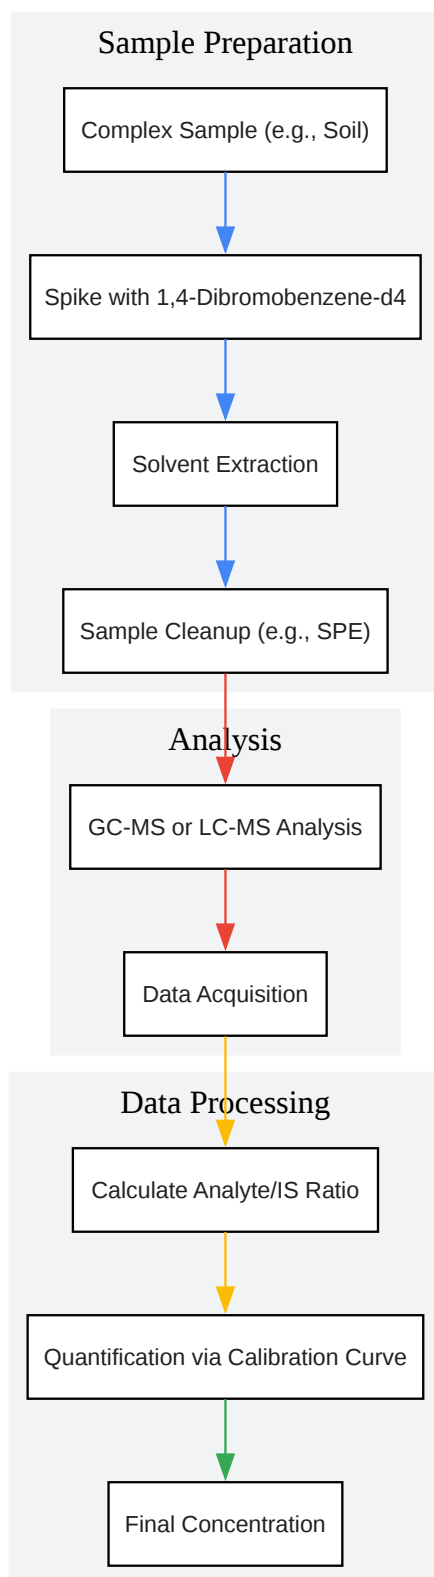 Sample Preparation
Complex Sample (e.g., Soil)
Spike with 1,4-Dibromobenzene-d4
Solvent Extraction
Sample Cleanup (e.g., SPE)
Analysis
GC-MS or LC-MS Analysis
Data Acquisition
Data Processing
Calculate Analyte/IS Ratio
Quantification via Calibration Curve
Final Concentration